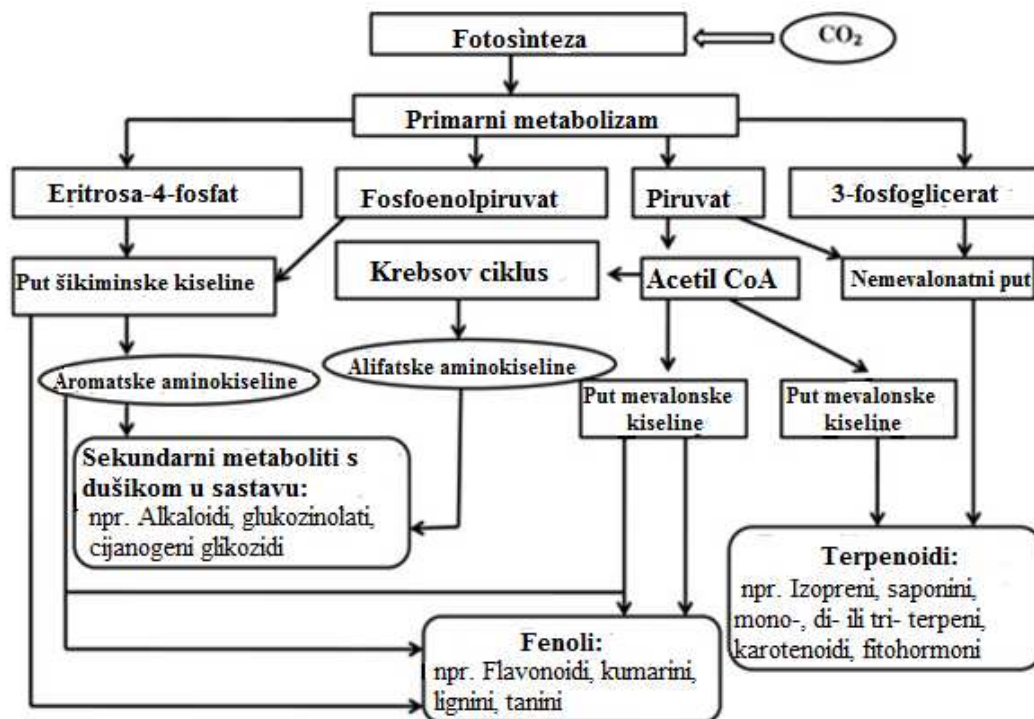 Fotosinteza
CO₂
Primarni metabolizam
Eritrosa-4-fosfat
Fosfoenolpiruvat
Piruvat
3-fosfoglicerat
Put šikiminske kiseline
Krebsov ciklus
Acetil CoA
Nemevalonatni put
Aromatske aminokiseline
Alifatske aminokiseline
Put mevalonske
kiseline
Put mevalonske
kiseline
Sekundarni metaboliti s
dušikom u sastavu:
npr. Alkaloidi, glukozinolati,
cijanogeni glikozidi
Terpenoidi:
npr. Izopreni, saponini,
mono-, di- ili tri- terpeni,
karotenoidi, fitohormoni
Fenoli:
npr. Flavonoidi, kumarini,
lignini, tanini